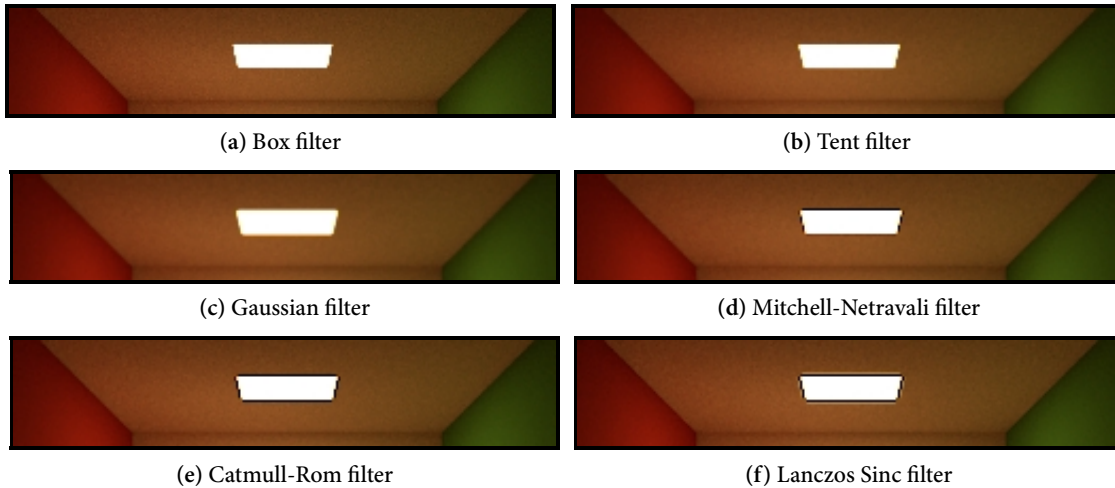 (a) Box filter
(b) Tent filter
(c) Gaussian filter
(d) Mitchell-Netravali filter
(e) Catmull-Rom filter
(f) Lanczos Sinc filter